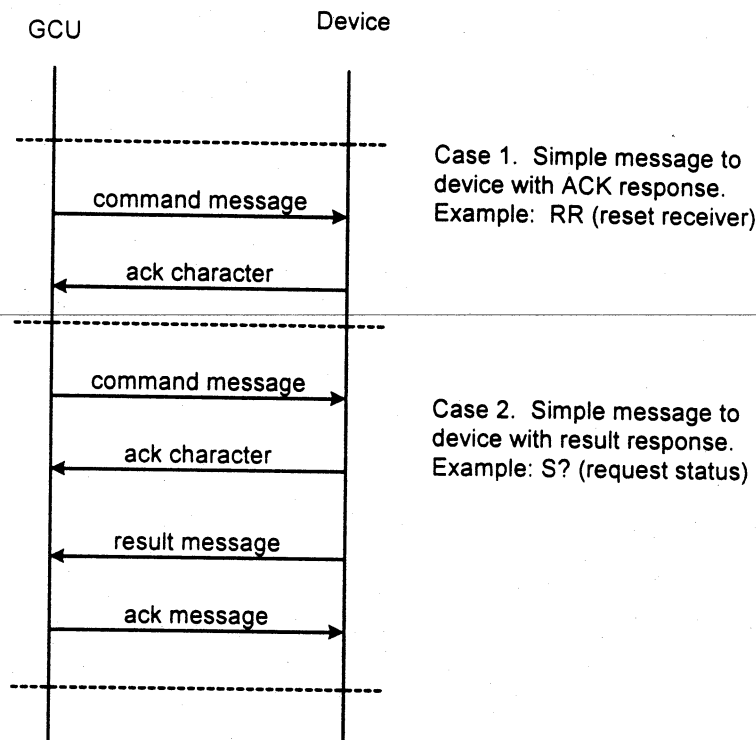 GCU
Device
Case 1. Simple message to
device with ACK response.
Example: RR (reset receiver)
command message
ack character
command message
ack character
result message
ack message
Case 2. Simple message to
device with result response.
Example: S? (request status)